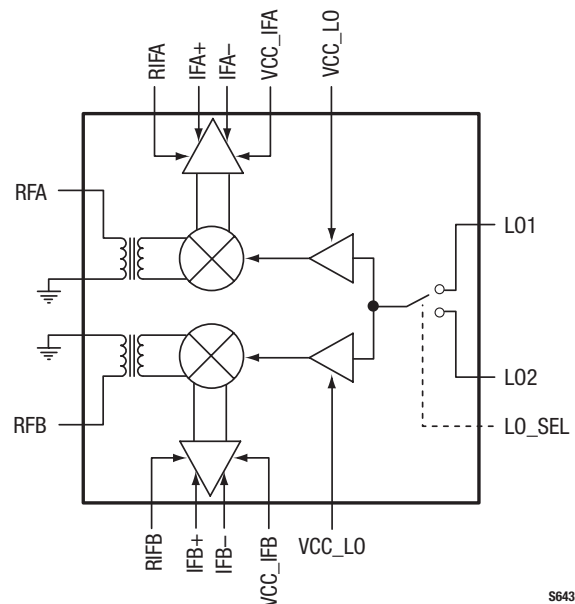 RIFA
IFA+
IFA–
VCC_IFA
VCC_LO
RFA
LO1
LO2
RFB
LO_SEL
RIFB
IFB+
IFB–
VCC_IFB
VCC_LO
S643